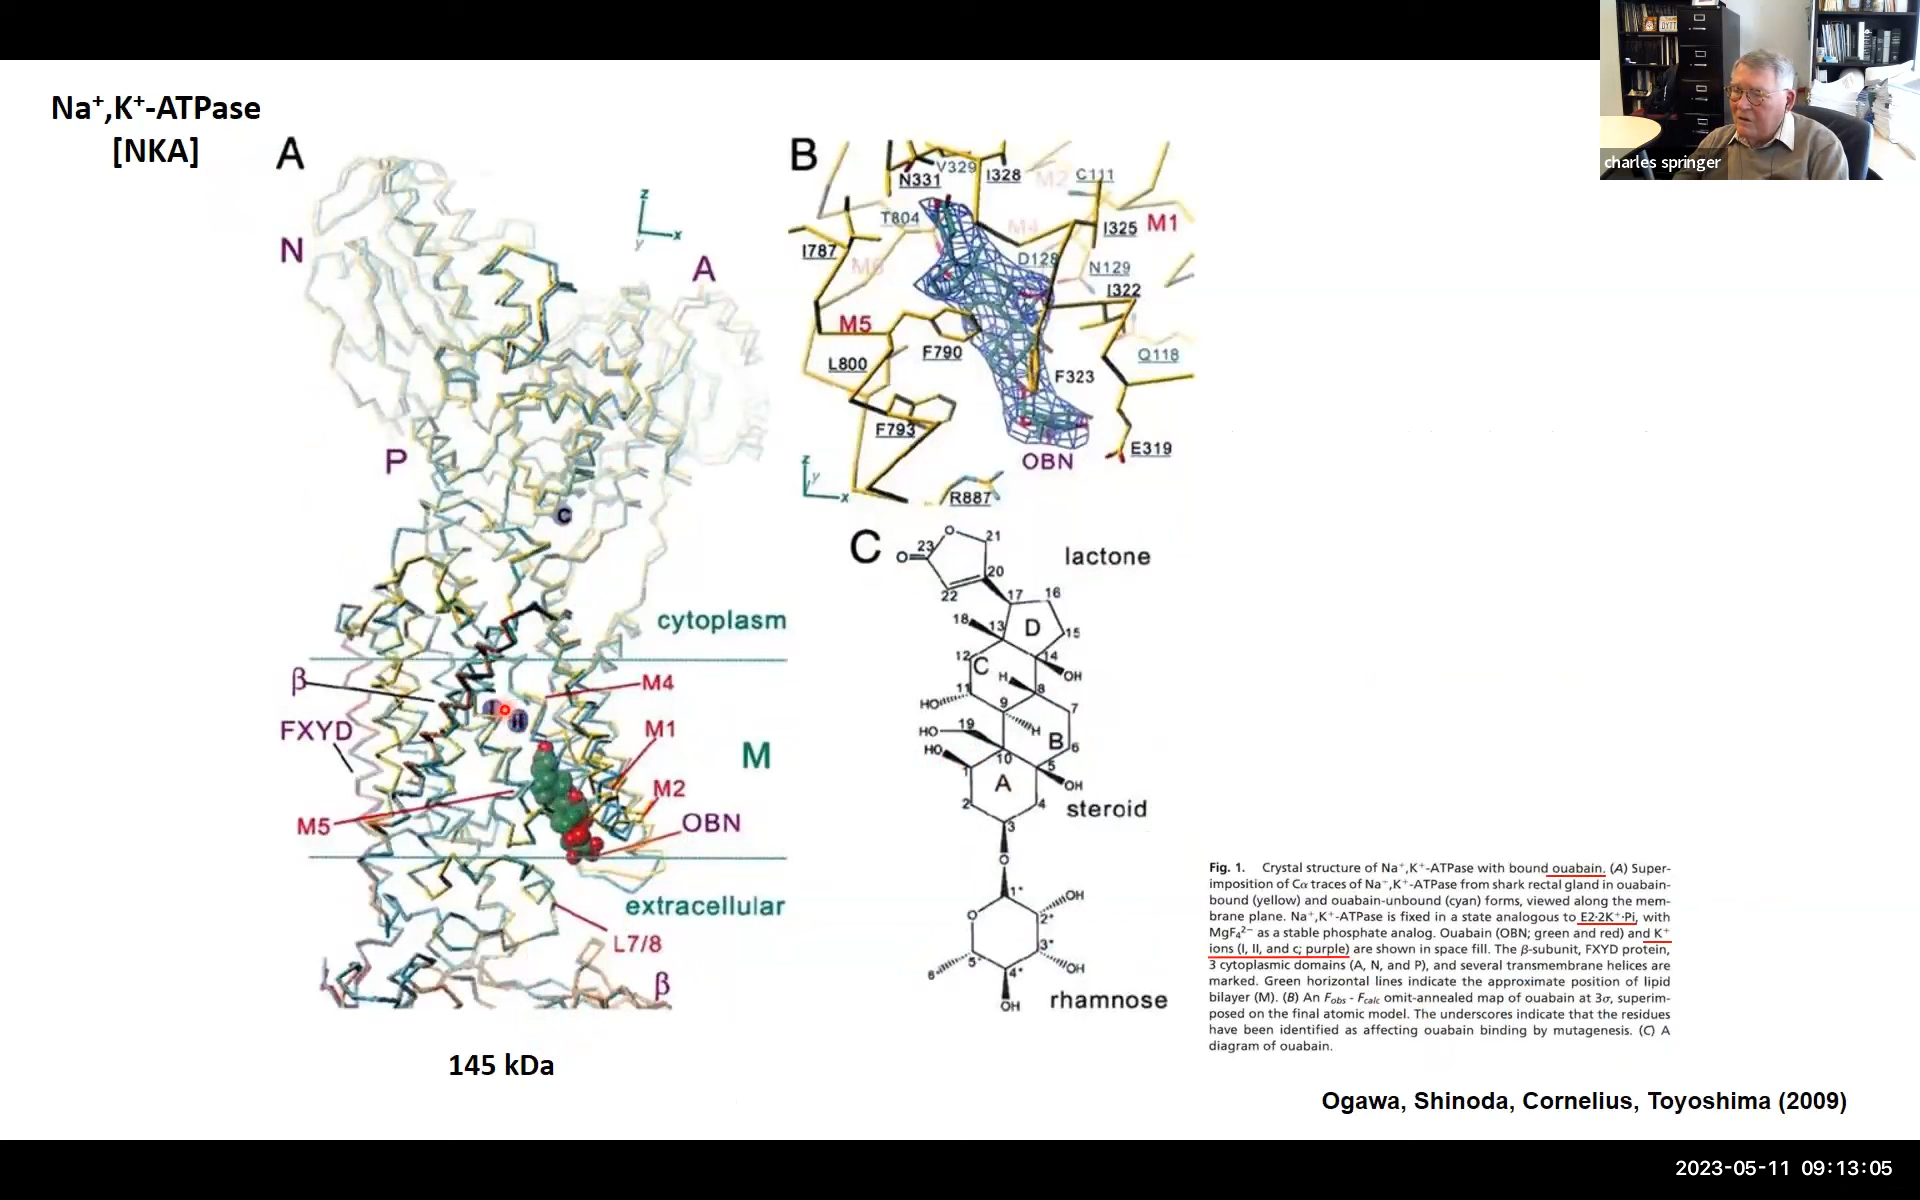 Na⁺,K⁺-ATPase
[NKA]
A
N
A
P
z
x
y
c
cytoplasm
β
FXYD
I
II
M4
M1
M
M2
M5
OBN
extracellular
L7/8
β
145 kDa
B
V329
N331
I328
M2
C111
T804
M4
I325
M1
I787
M6
D128
N129
I322
M5
F790
L800
Q118
F323
F793
E319
OBN
R887
z
y
x
C
O
21
23
O
20
22
lactone
17
16
18
13
D
15
12
C
14
OH
H
8
11
HO
9
7
19
HO
H
B
6
HO
10
5
1
A
OH
2
4
steroid
3
O
1*
OH
O
2*
3*
6*
5*
4*
OH
OH
rhamnose
Fig. 1. Crystal structure of Na⁺,K⁺-ATPase with bound ouabain. (A) Super-
imposition of Cα traces of Na⁺,K⁺-ATPase from shark rectal gland in ouabain-
bound (yellow) and ouabain-unbound (cyan) forms, viewed along the mem-
brane plane. Na⁺,K⁺-ATPase is fixed in a state analogous to E2·2K⁺·Pi, with
MgF₄²⁻ as a stable phosphate analog. Ouabain (OBN; green and red) and K⁺
ions (I, II, and c; purple) are shown in space fill. The β-subunit, FXYD protein,
3 cytoplasmic domains (A, N, and P), and several transmembrane helices are
marked. Green horizontal lines indicate the approximate position of lipid
bilayer (M). (B) An Fobs - Fcalc omit-annealed map of ouabain at 3σ, superim-
posed on the final atomic model. The underscores indicate that the residues
have been identified as affecting ouabain binding by mutagenesis. (C) A
diagram of ouabain.
Ogawa, Shinoda, Cornelius, Toyoshima (2009)
charles springer
2023-05-11 09:13:05